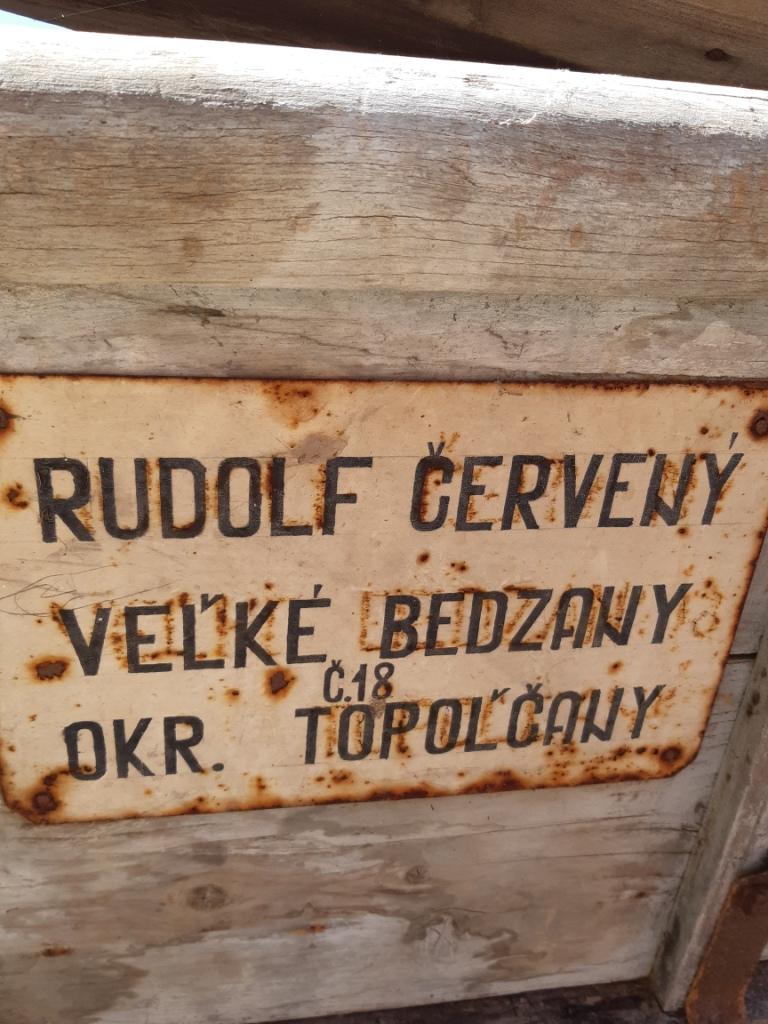 RUDOLF ČERVENÝ
VEĽKÉ BEDZANY
Č.18
OKR. TOPOĽČANY